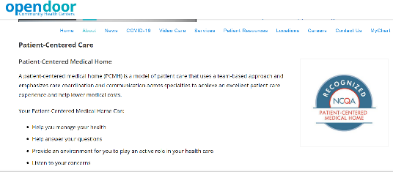 opendoor
Community Health Centers
Home About News COVID-19 Video Care Services Patient Resources Locations Careers Contact Us MyChart
Patient-Centered Care
Patient-Centered Medical Home
A patient-centered medical home (PCMH) is a model of patient care that uses a team-based approach and
emphasizes care coordination and communication across specialties to achieve an excellent patient care
experience and help lower medical costs.
Your Patient-Centered Medical Home Can:
Help you manage your health
Help answer your questions
Provide an environment for you to play an active role in your health care
Listen to your concerns
RECOGNIZED
NCQA
PATIENT-CENTERED
MEDICAL HOME